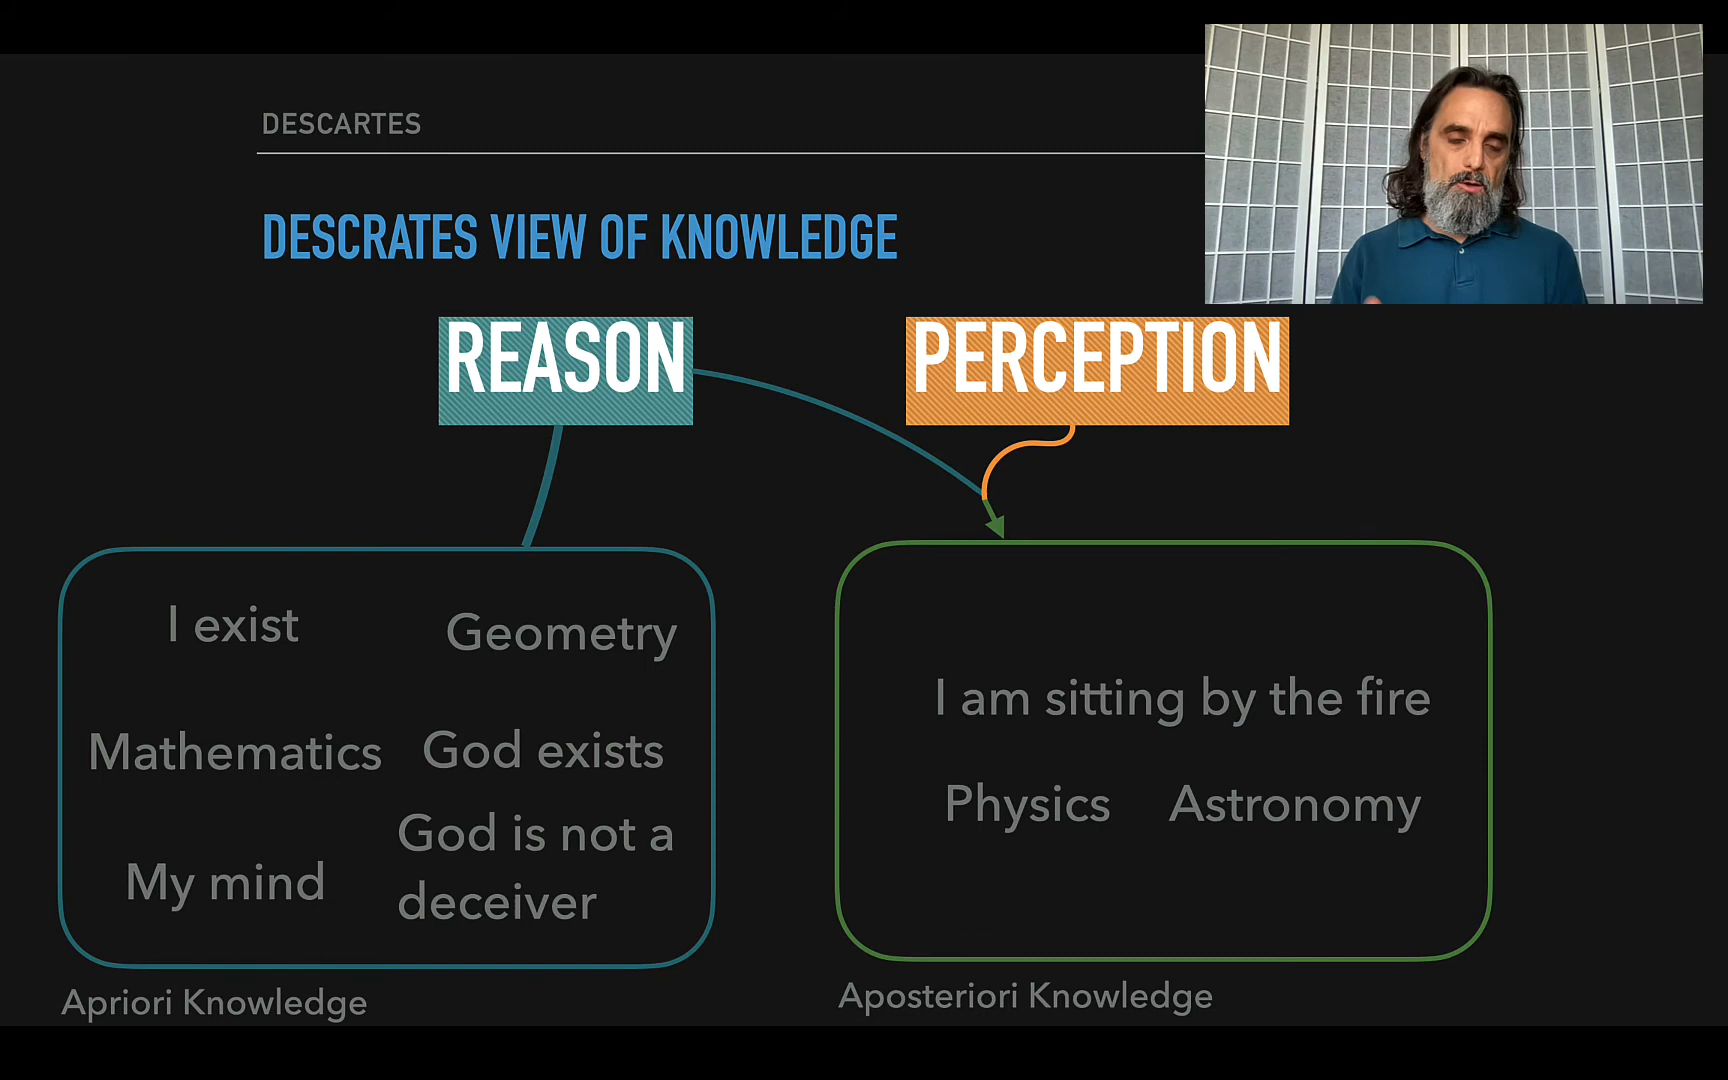 DESCARTES
DESCRATES VIEW OF KNOWLEDGE
REASON
PERCEPTION
I exist
Geometry
Mathematics
God exists
My mind
God is not a
deceiver
Apriori Knowledge
I am sitting by the fire
Physics
Astronomy
Aposteriori Knowledge